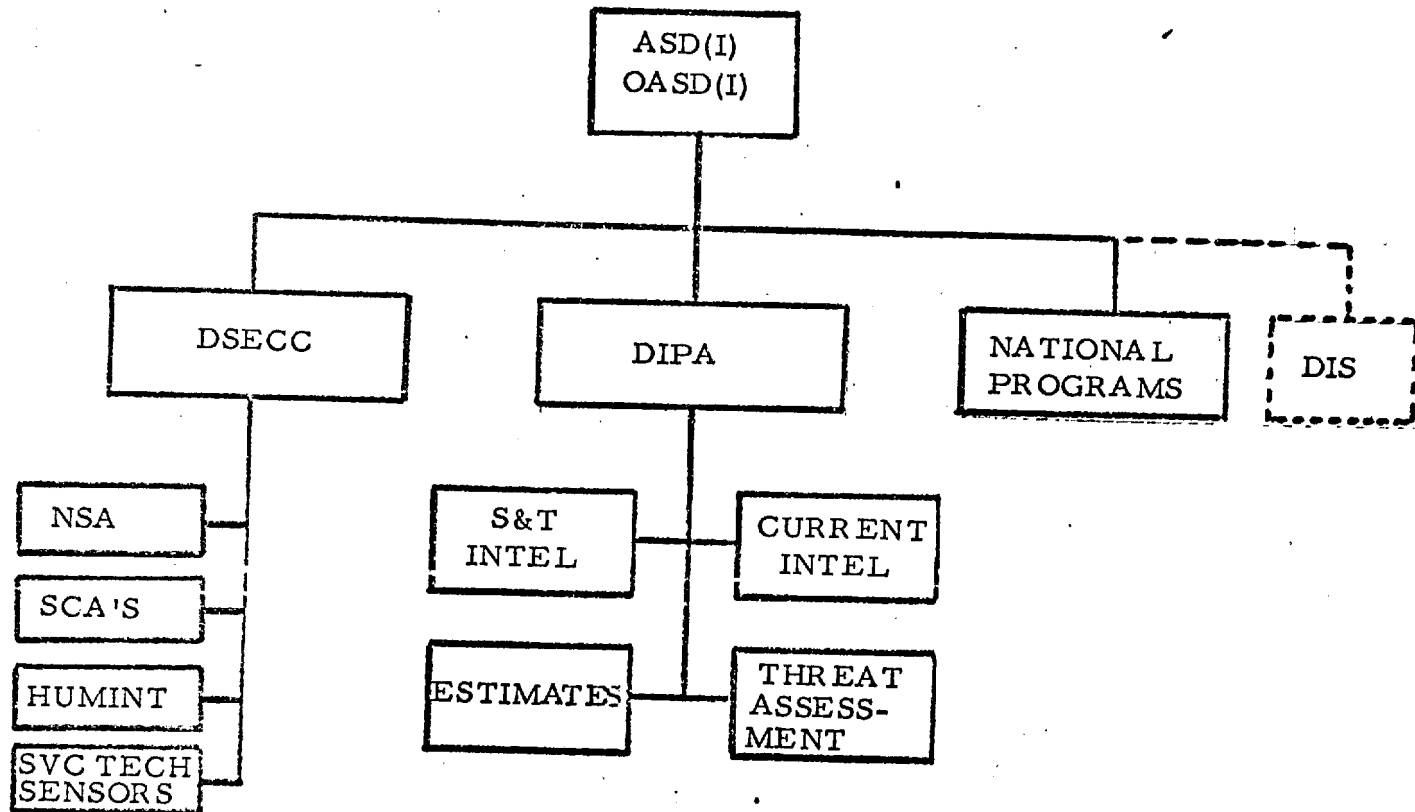 ASD(I)
OASD(I)
DSECC
DIPA
NATIONAL
PROGRAMS
DIS
NSA
SCA'S
HUMINT
SVC TECH
SENSORS
S&T
INTEL
CURRENT
INTEL
ESTIMATES
THREAT
ASSESS-
MENT